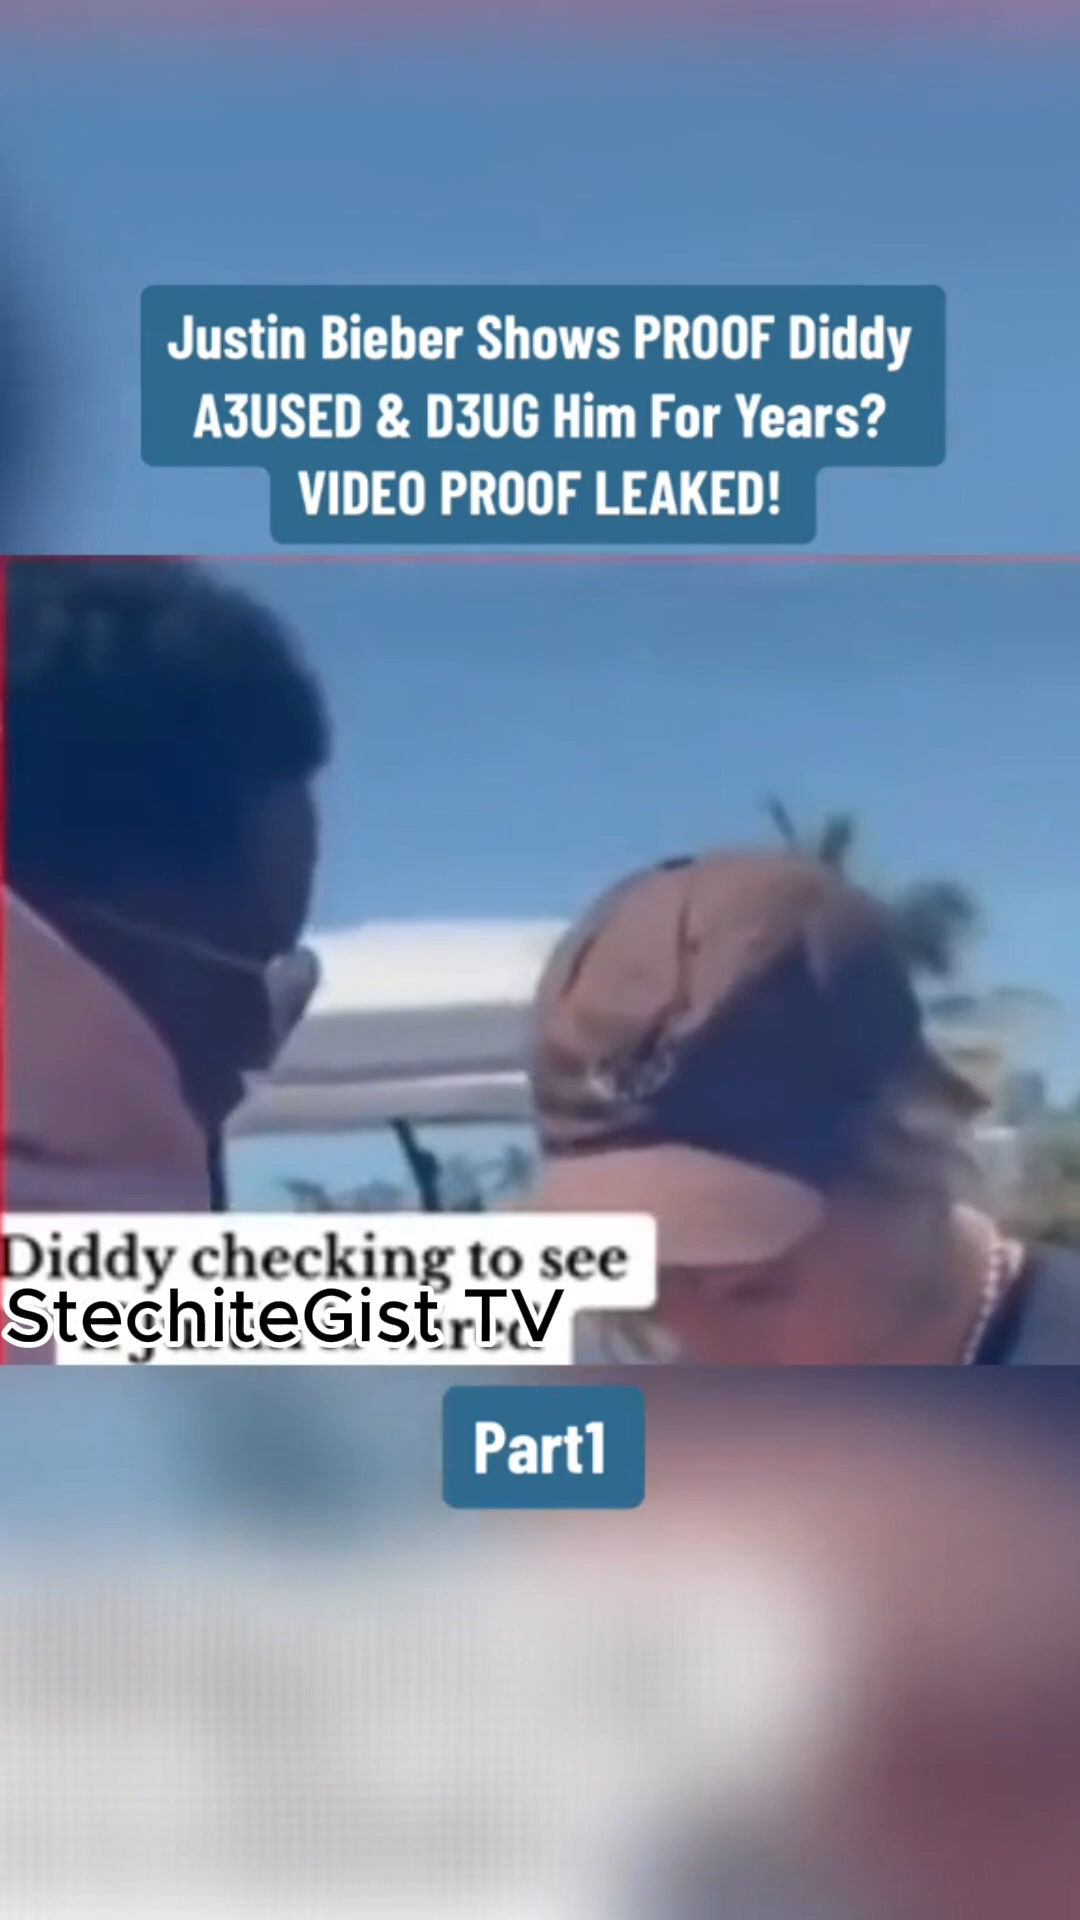 Justin Bieber Shows PROOF Diddy
A3USED & D3UG Him For Years?
VIDEO PROOF LEAKED!
Diddy checking to see
StechiteGist TV
Part1